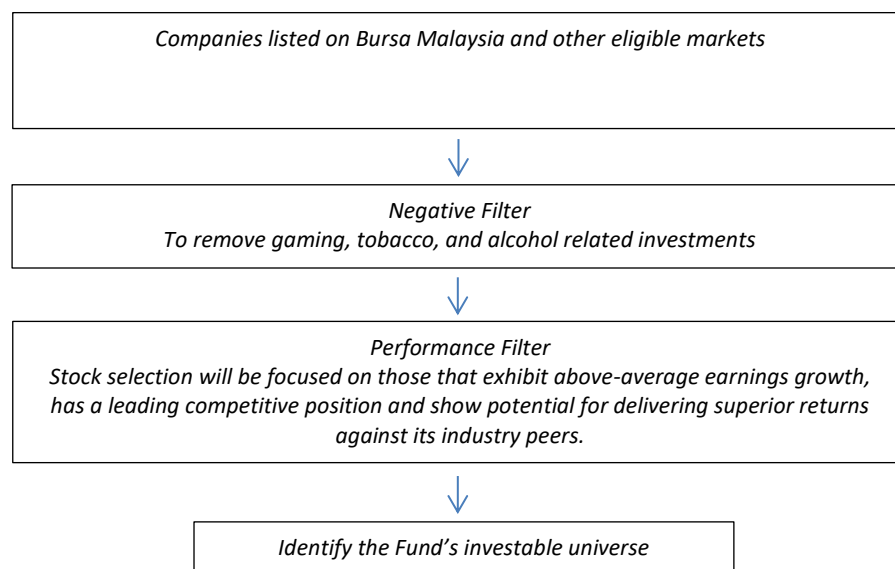 Companies listed on Bursa Malaysia and other eligible markets
Negative Filter
To remove gaming, tobacco, and alcohol related investments
Performance Filter
Stock selection will be focused on those that exhibit above-average earnings growth,
has a leading competitive position and show potential for delivering superior returns
against its industry peers.
Identify the Fund’s investable universe